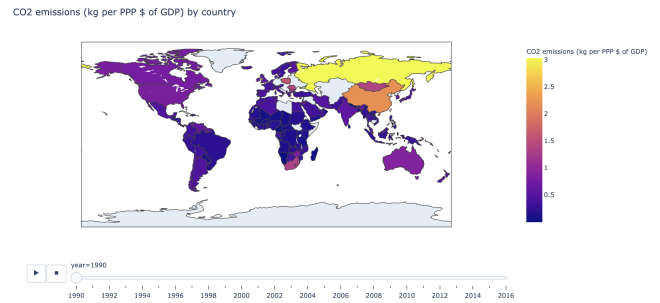 CO2 emissions (kg per PPP $ of GDP) by country
CO2 emissions (kg per PPP $ of GDP)
3
2.5
2
1.5
1
0.5
year=1990
1990 1992 1994 1996 1998 2000 2002 2004 2006 2008 2010 2012 2014 2016